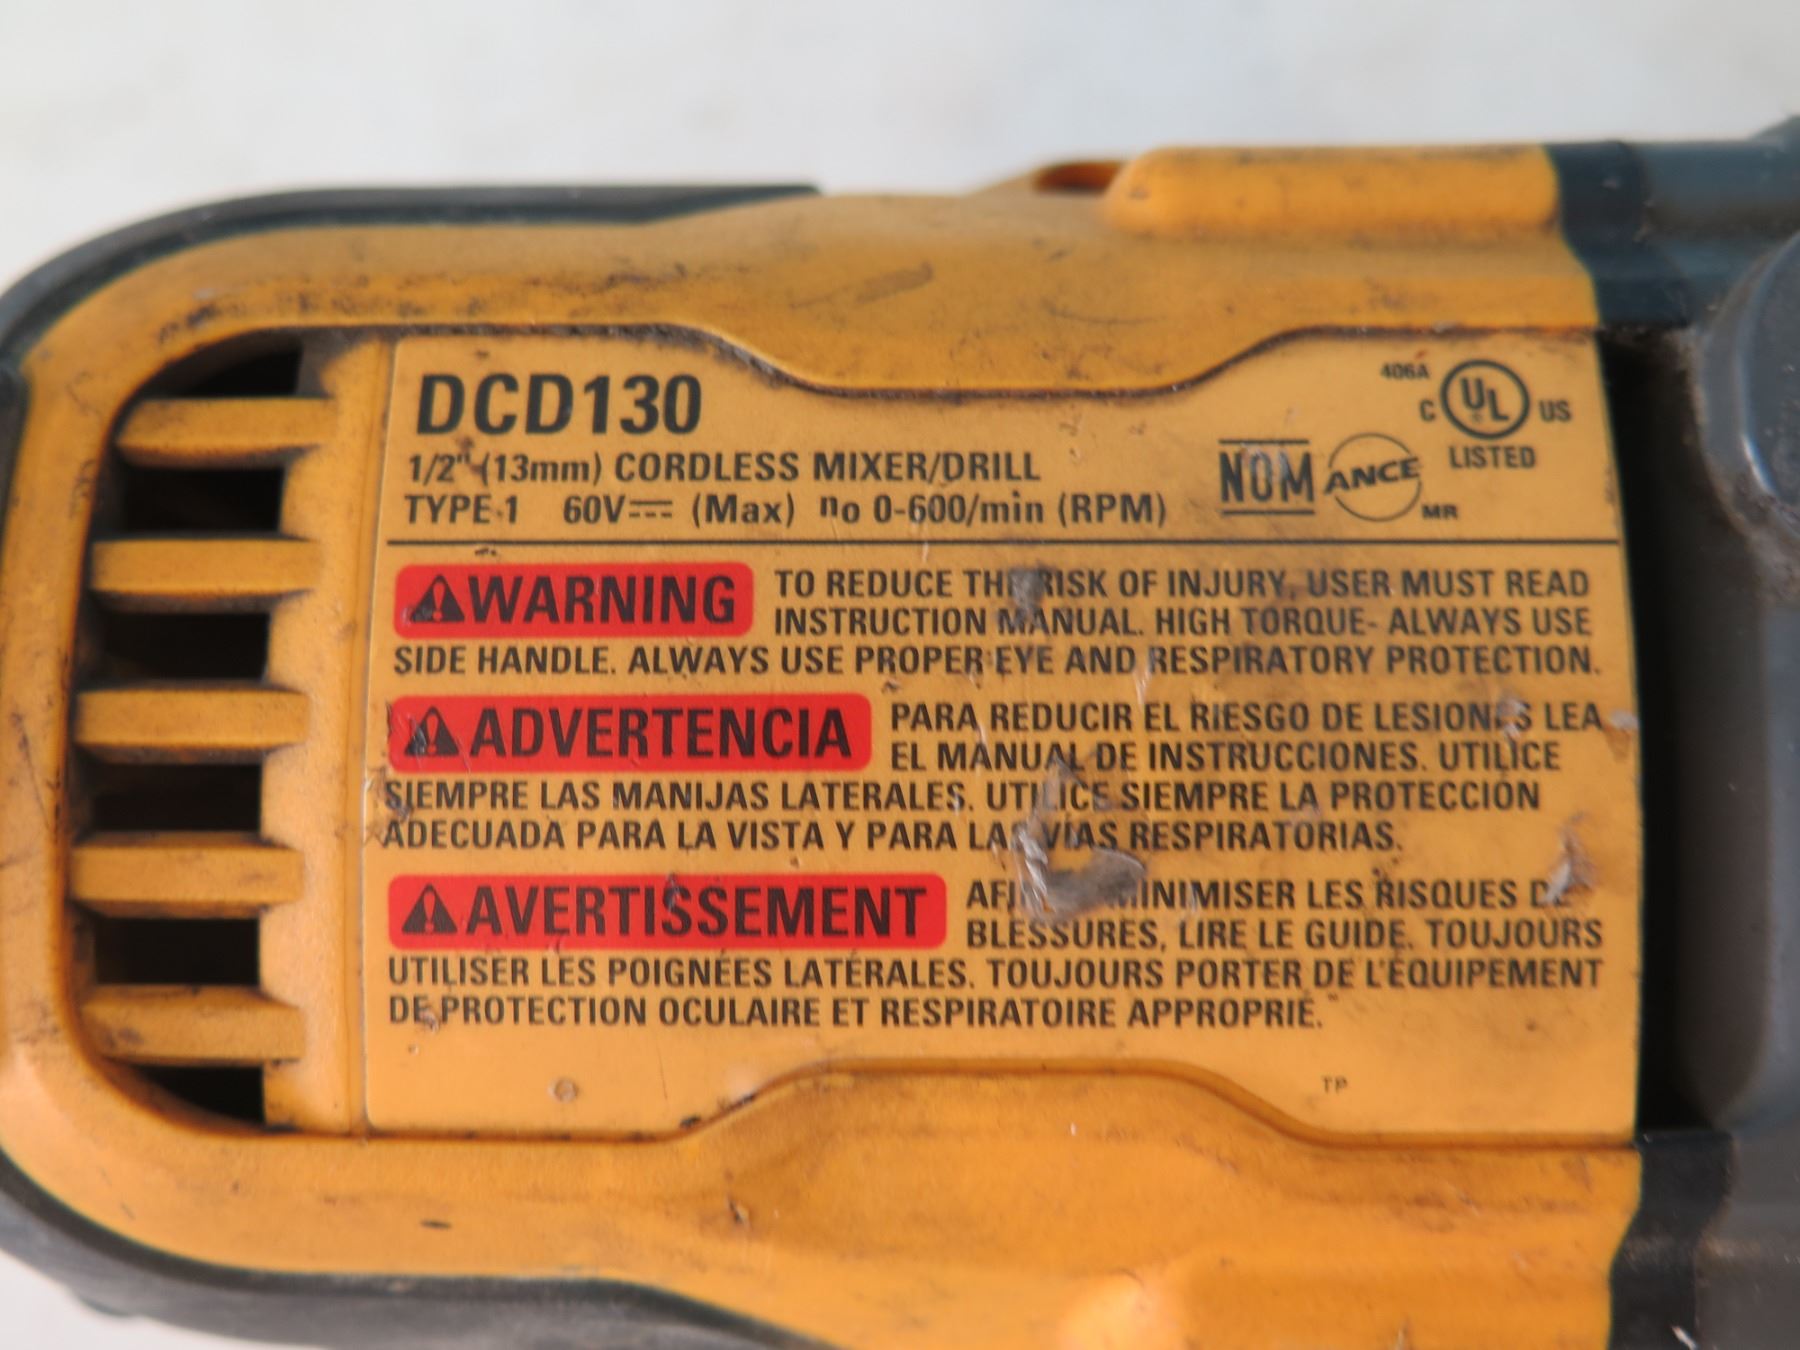 DCD130
1/2" (13mm) CORDLESS MIXER/DRILL
TYPE 1 60V⎓ (Max) no 0-600/min (RPM)
406A
C UL US
LISTED
NOM ANCE MR
⚠WARNING TO REDUCE THE RISK OF INJURY, USER MUST READ
INSTRUCTION MANUAL. HIGH TORQUE- ALWAYS USE
SIDE HANDLE. ALWAYS USE PROPER EYE AND RESPIRATORY PROTECTION.
⚠ADVERTENCIA PARA REDUCIR EL RIESGO DE LESIONES LEA
EL MANUAL DE INSTRUCCIONES. UTILICE
SIEMPRE LAS MANIJAS LATERALES. UTILICE SIEMPRE LA PROTECCIÓN
ADECUADA PARA LA VISTA Y PARA LAS VÍAS RESPIRATORIAS.
⚠AVERTISSEMENT AFIN MINIMISER LES RISQUES DE
BLESSURES, LIRE LE GUIDE. TOUJOURS
UTILISER LES POIGNÉES LATÉRALES. TOUJOURS PORTER DE L'ÉQUIPEMENT
DE PROTECTION OCULAIRE ET RESPIRATOIRE APPROPRIÉ.
TP